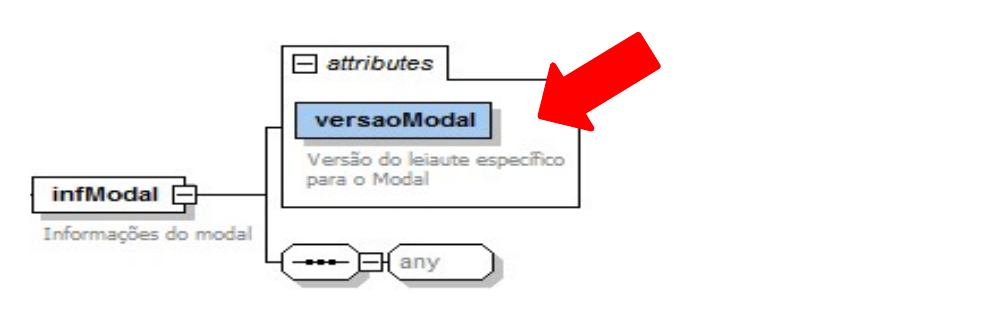 attributes
versaoModal
Versão do leiaute específico
para o Modal
infModal
Informações do modal
any